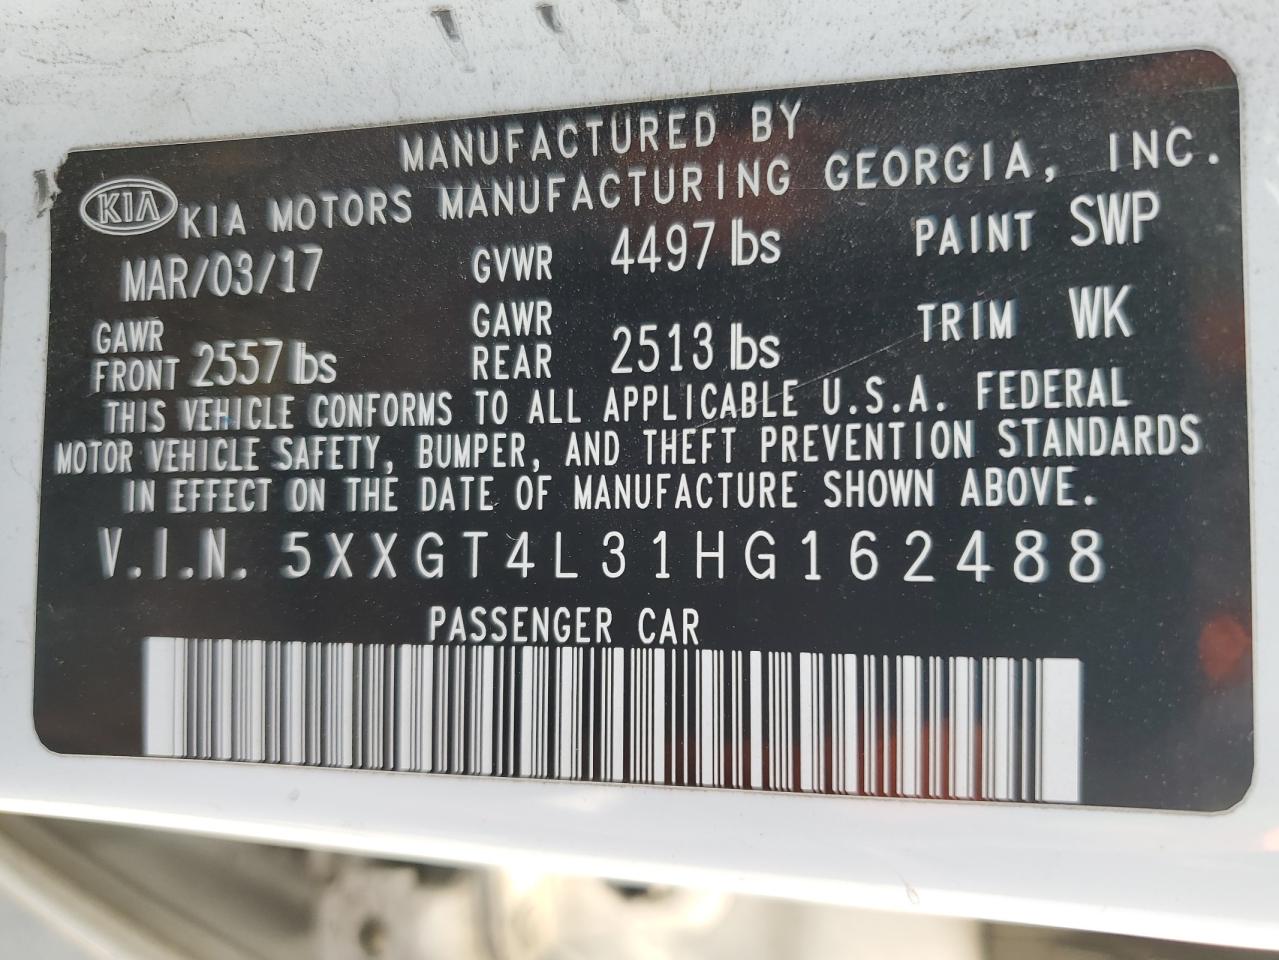 MANUFACTURED BY
KIA KIA MOTORS MANUFACTURING GEORGIA, INC.
MAR/03/17 GVWR 4497 lbs PAINT SWP
GAWR FRONT 2557 lbs GAWR REAR 2513 lbs TRIM WK
THIS VEHICLE CONFORMS TO ALL APPLICABLE U.S.A. FEDERAL
MOTOR VEHICLE SAFETY, BUMPER, AND THEFT PREVENTION STANDARDS
IN EFFECT ON THE DATE OF MANUFACTURE SHOWN ABOVE.
V.I.N. 5XXGT4L31HG162488
PASSENGER CAR